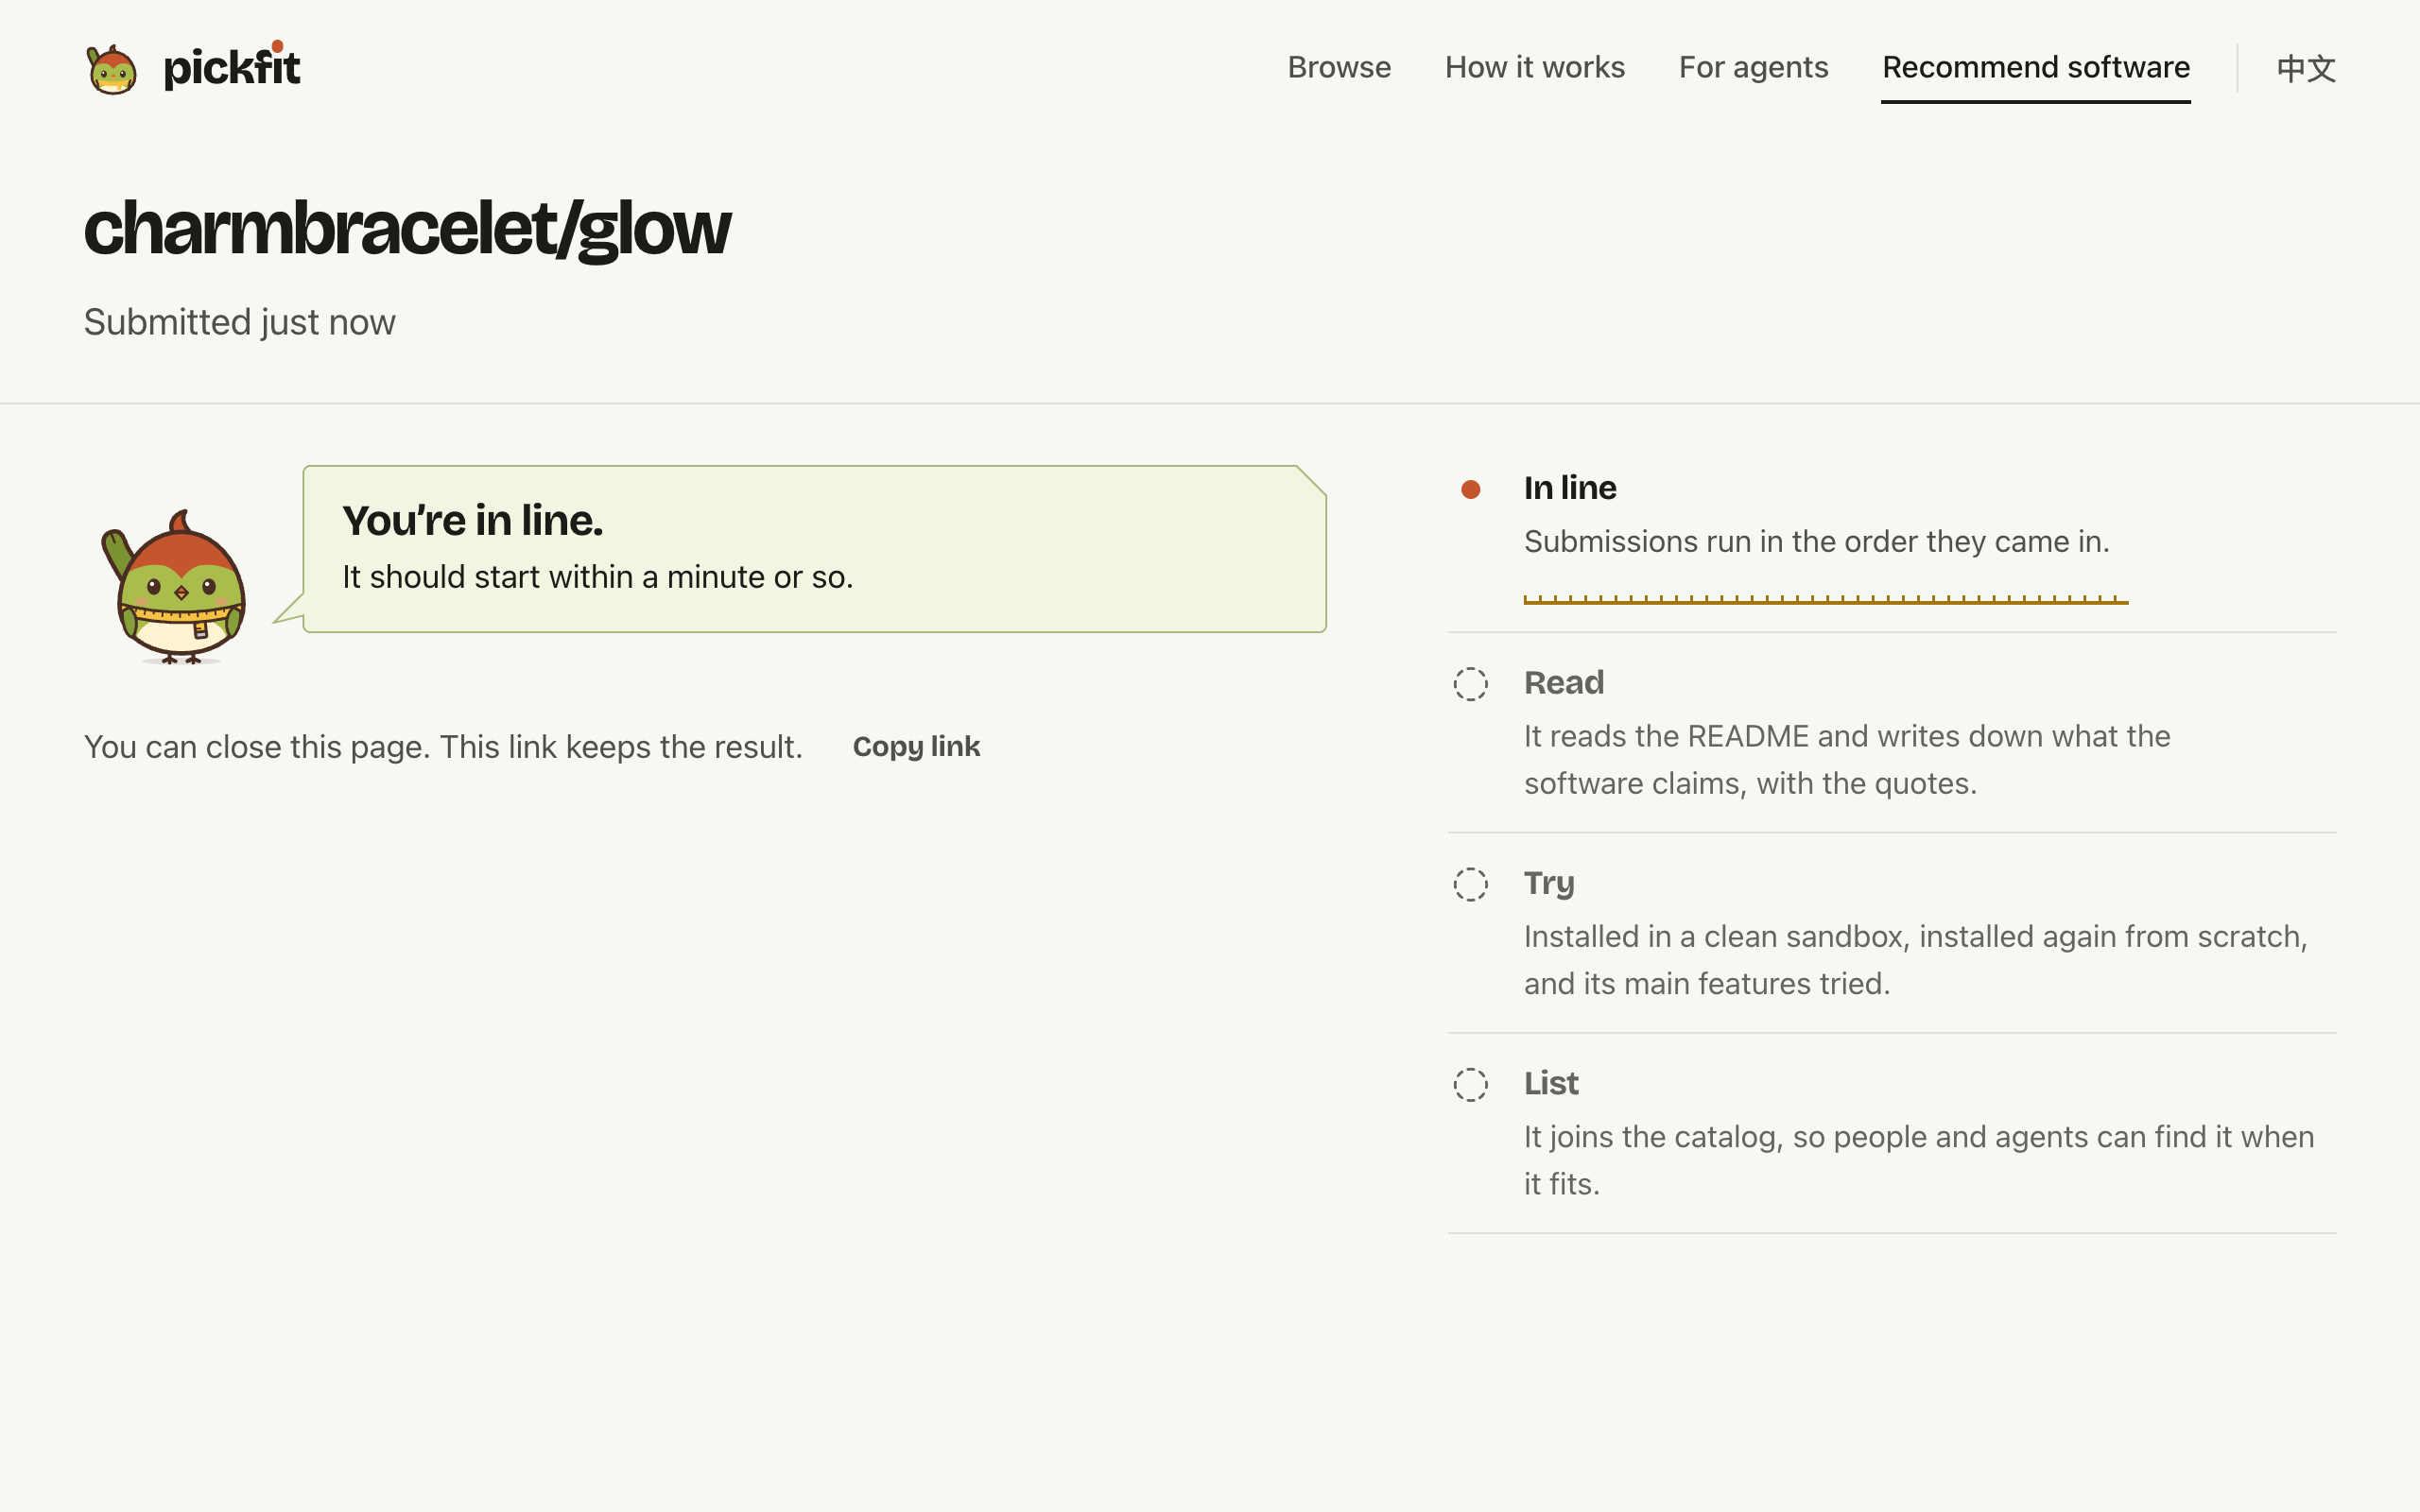 pickfit
Browse
How it works
For agents
Recommend software
中文
charmbracelet/glow
Submitted just now
You're in line.
It should start within a minute or so.
You can close this page. This link keeps the result.
Copy link
In line
Submissions run in the order they came in.
Read
It reads the README and writes down what the
software claims, with the quotes.
Try
Installed in a clean sandbox, installed again from scratch,
and its main features tried.
List
It joins the catalog, so people and agents can find it when
it fits.